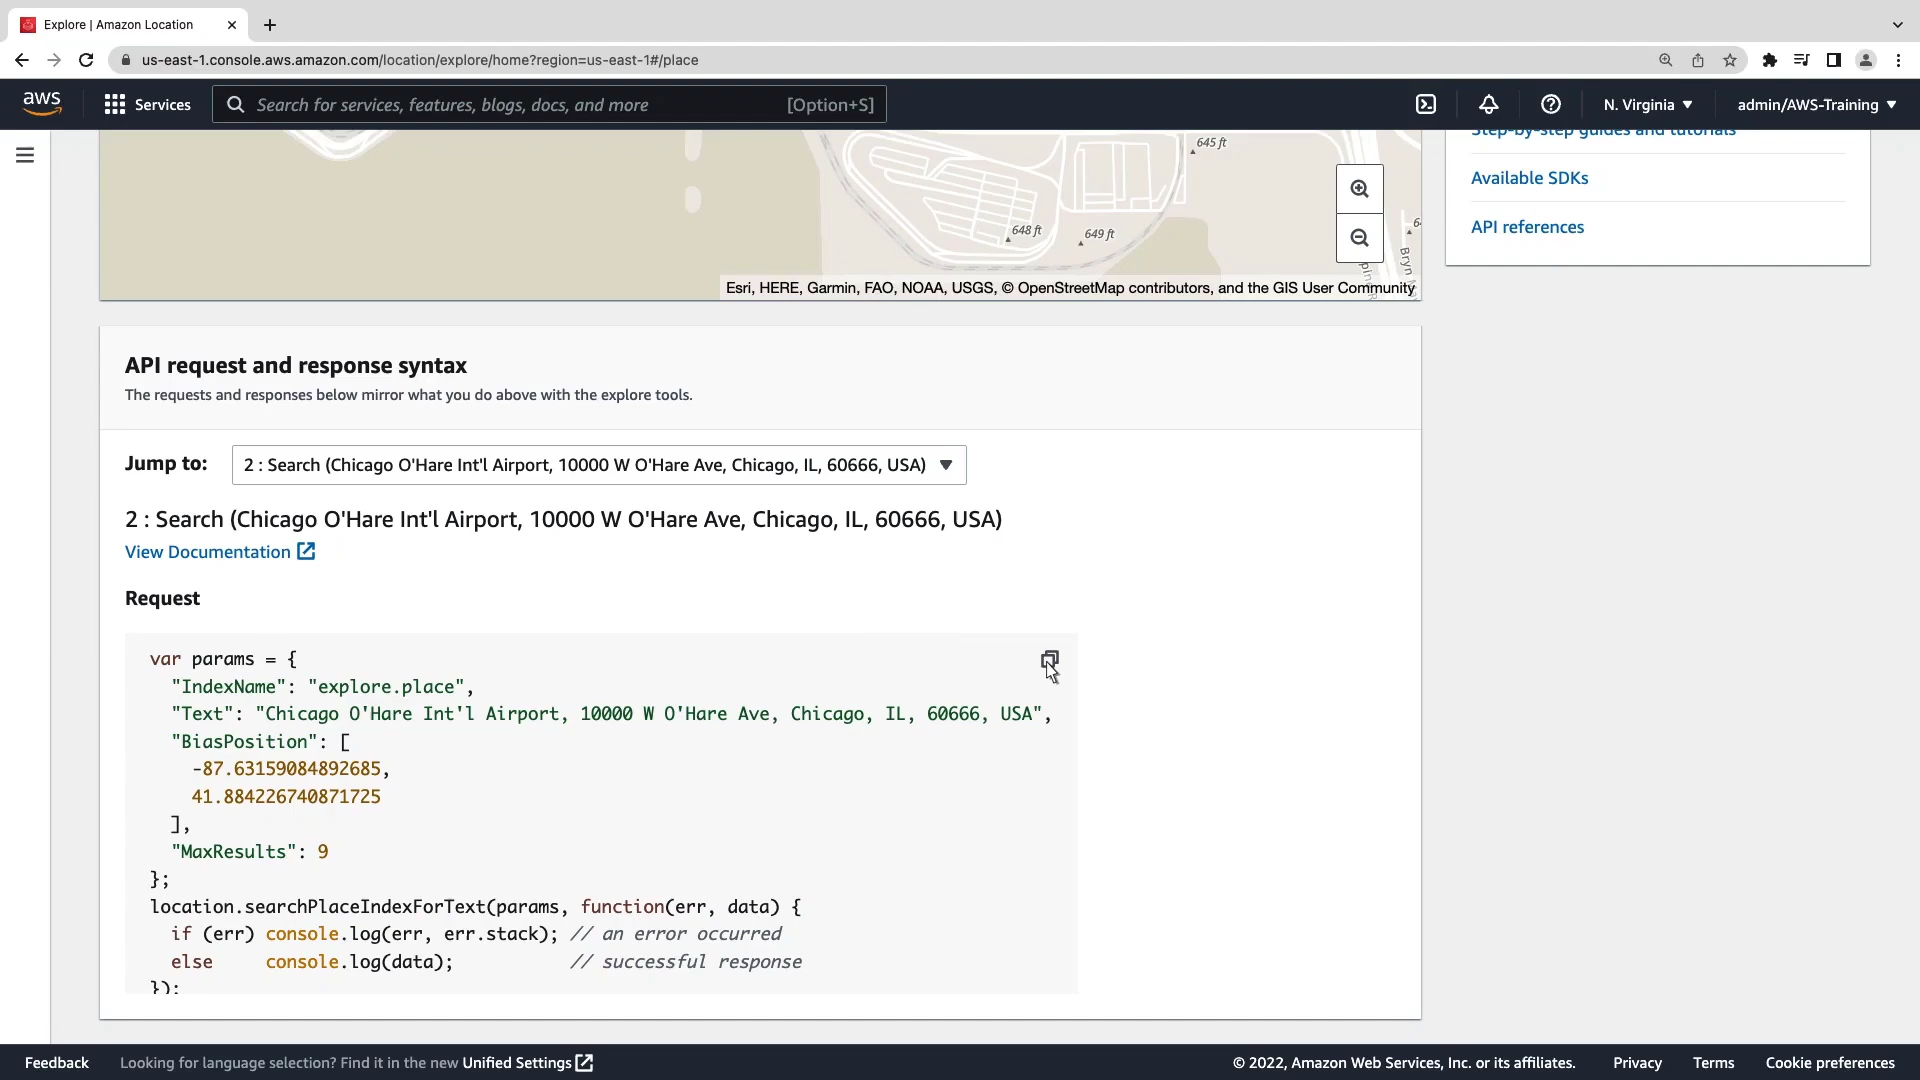 Explore | Amazon Location
us-east-1.console.aws.amazon.com/location/explore/home?region=us-east-1#/place
aws
Services
Search for services, features, blogs, docs, and more
[Option+S]
N. Virginia
admin/AWS-Training
Step-by-step guides and tutorials
Available SDKs
API references
645 ft
648 ft
649 ft
Esri, HERE, Garmin, FAO, NOAA, USGS, © OpenStreetMap contributors, and the GIS User Community
API request and response syntax
The requests and responses below mirror what you do above with the explore tools.
Jump to:
2 : Search (Chicago O'Hare Int'l Airport, 10000 W O'Hare Ave, Chicago, IL, 60666, USA)
2 : Search (Chicago O'Hare Int'l Airport, 10000 W O'Hare Ave, Chicago, IL, 60666, USA)
View Documentation
Request
var params = {
"IndexName": "explore.place",
"Text": "Chicago O'Hare Int'l Airport, 10000 W O'Hare Ave, Chicago, IL, 60666, USA",
"BiasPosition": [
-87.63159084892685,
41.884226740871725
],
"MaxResults": 9
};
location.searchPlaceIndexForText(params, function(err, data) {
if (err) console.log(err, err.stack); // an error occurred
else     console.log(data);           // successful response
});
Feedback
Looking for language selection? Find it in the new Unified Settings
© 2022, Amazon Web Services, Inc. or its affiliates.
Privacy
Terms
Cookie preferences